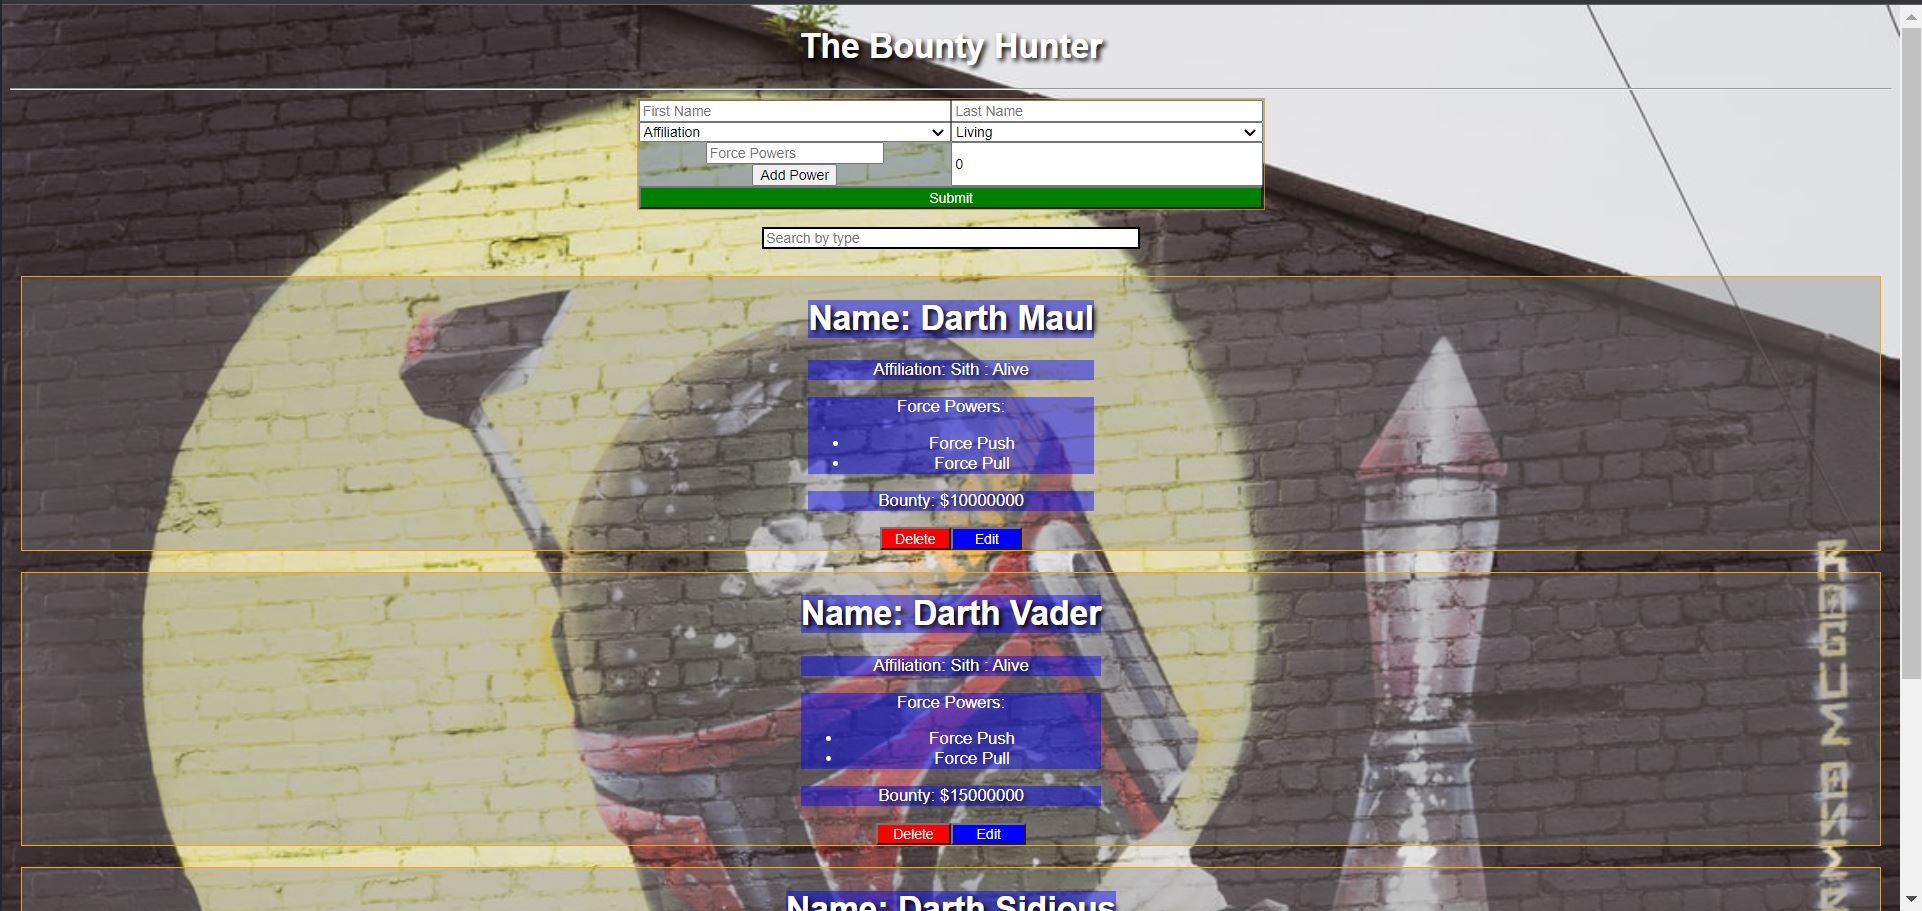 The Bounty Hunter
First Name
Last Name
Affiliation
Living
Force Powers
Add Power
0
Submit
Search by type
Name: Darth Maul
Affiliation: Sith : Alive
Force Powers:
Force Push
Force Pull
Bounty: $10000000
Delete Edit
Name: Darth Vader
Affiliation: Sith : Alive
Force Powers:
Force Push
Force Pull
Bounty: $15000000
Delete Edit
Name: Darth Sidious